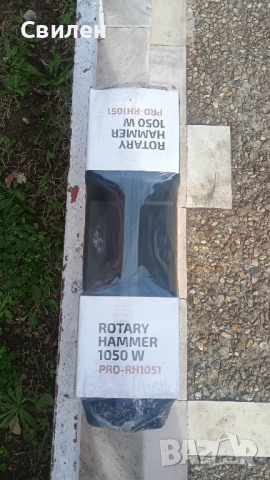 Свилен
ROTARY
HAMMER
1050 W
PRO-RH1051
ROTARY
HAMMER
1050 W
PRO-RH1051
BAZAR